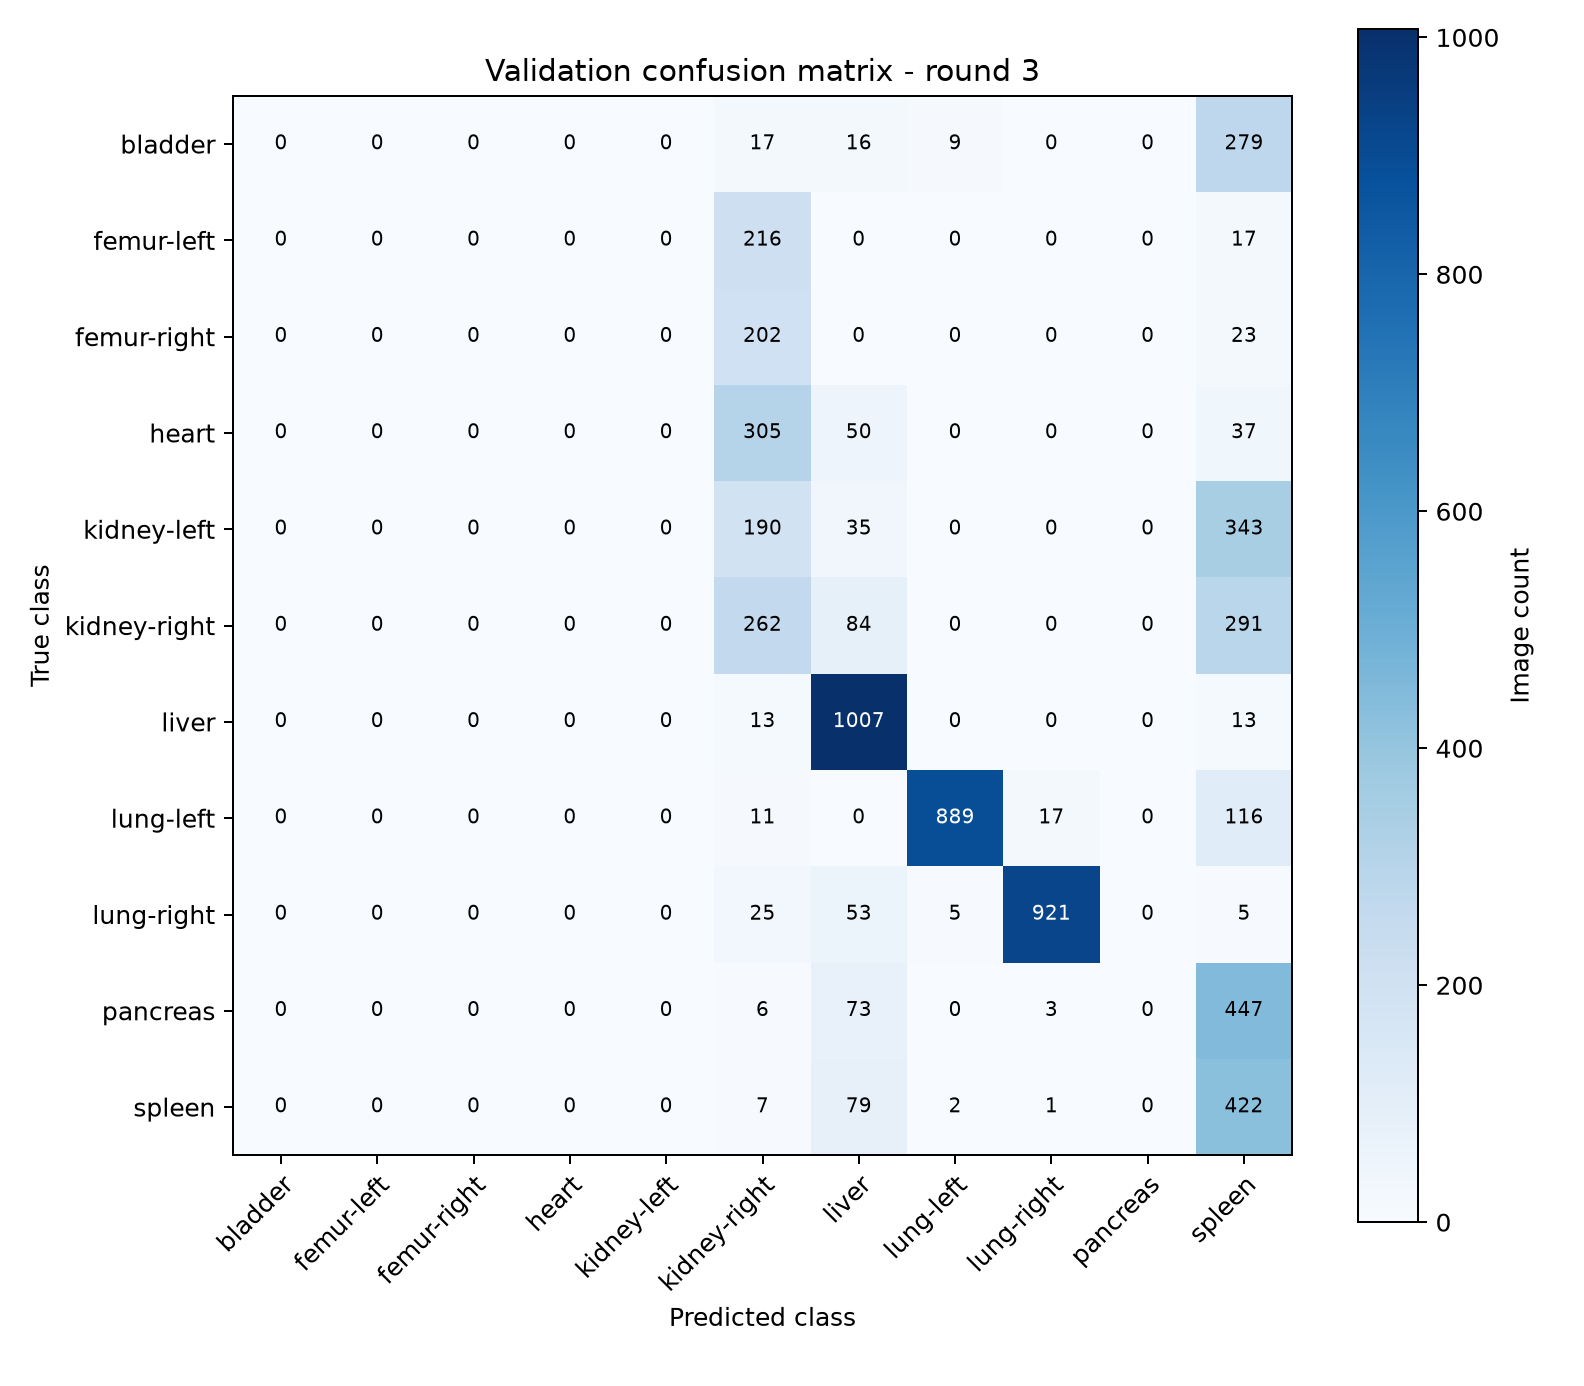 Validation confusion matrix - round 3
True class
bladder 0 0 0 0 0 17 16 9 0 0 279
femur-left 0 0 0 0 0 216 0 0 0 0 17
femur-right 0 0 0 0 0 202 0 0 0 0 23
heart 0 0 0 0 0 305 50 0 0 0 37
kidney-left 0 0 0 0 0 190 35 0 0 0 343
kidney-right 0 0 0 0 0 262 84 0 0 0 291
liver 0 0 0 0 0 13 1007 0 0 0 13
lung-left 0 0 0 0 0 11 0 889 17 0 116
lung-right 0 0 0 0 0 25 53 5 921 0 5
pancreas 0 0 0 0 0 6 73 0 3 0 447
spleen 0 0 0 0 0 7 79 2 1 0 422
bladder femur-left femur-right heart kidney-left kidney-right liver lung-left lung-right pancreas spleen
Predicted class
1000
800
600
400
200
0
Image count